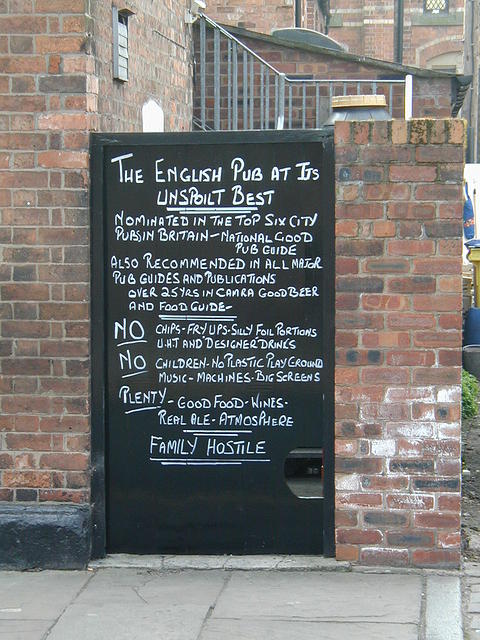 THE ENGLISH PUB AT ITS
UNSPOILT BEST
NOMINATED IN THE TOP SIX CITY
PUBS IN BRITAIN - NATIONAL GOOD
PUB GUIDE
ALSO RECOMMENDED IN ALL MAJOR
PUB GUIDES AND PUBLICATIONS
OVER 25 YRS IN CAMRA GOOD BEER
AND FOOD GUIDE -
NO CHIPS - FRY UPS - SILLY FOIL PORTIONS
U.H.T AND DESIGNER DRINKS
NO CHILDREN - NO PLASTIC PLAY GROUND
MUSIC - MACHINES - BIG SCREENS
PLENTY - GOOD FOOD - WINES -
REAL ALE - ATMOSPHERE
FAMILY HOSTILE